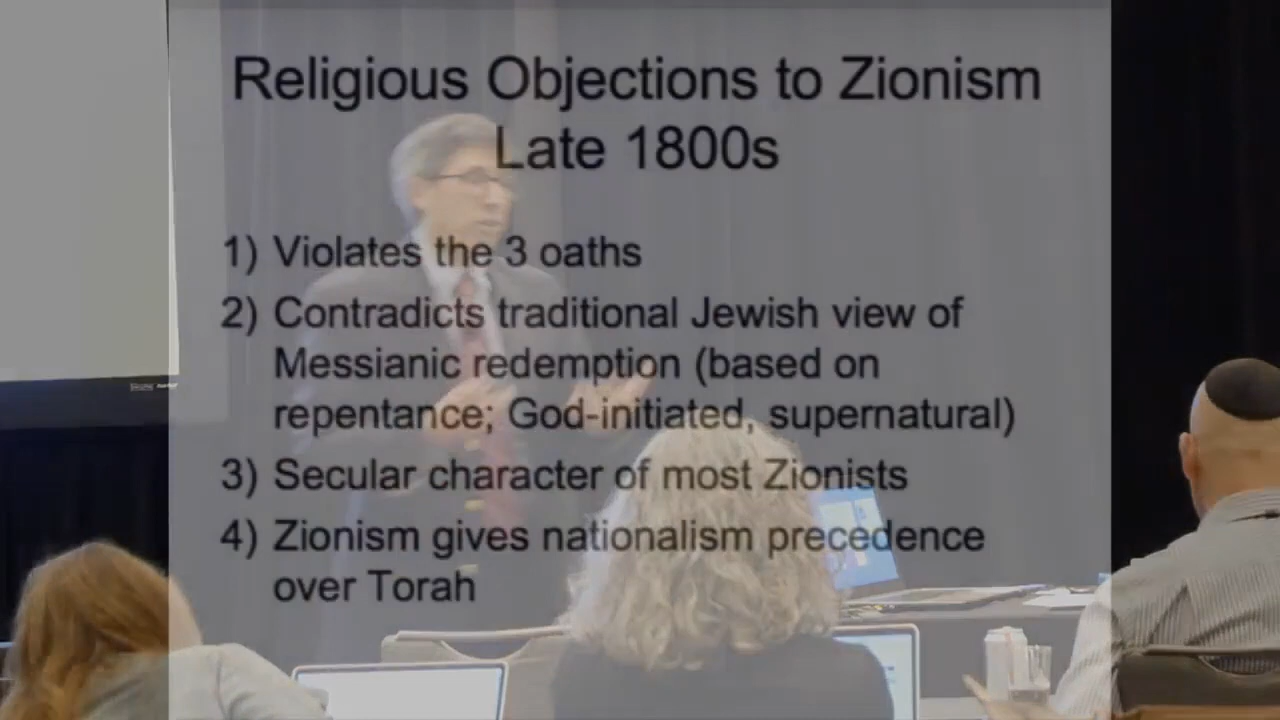 Religious Objections to Zionism
Late 1800s
1) Violates the 3 oaths
2) Contradicts traditional Jewish view of
Messianic redemption (based on
repentance; God-initiated, supernatural)
3) Secular character of most Zionists
4) Zionism gives nationalism precedence
over Torah